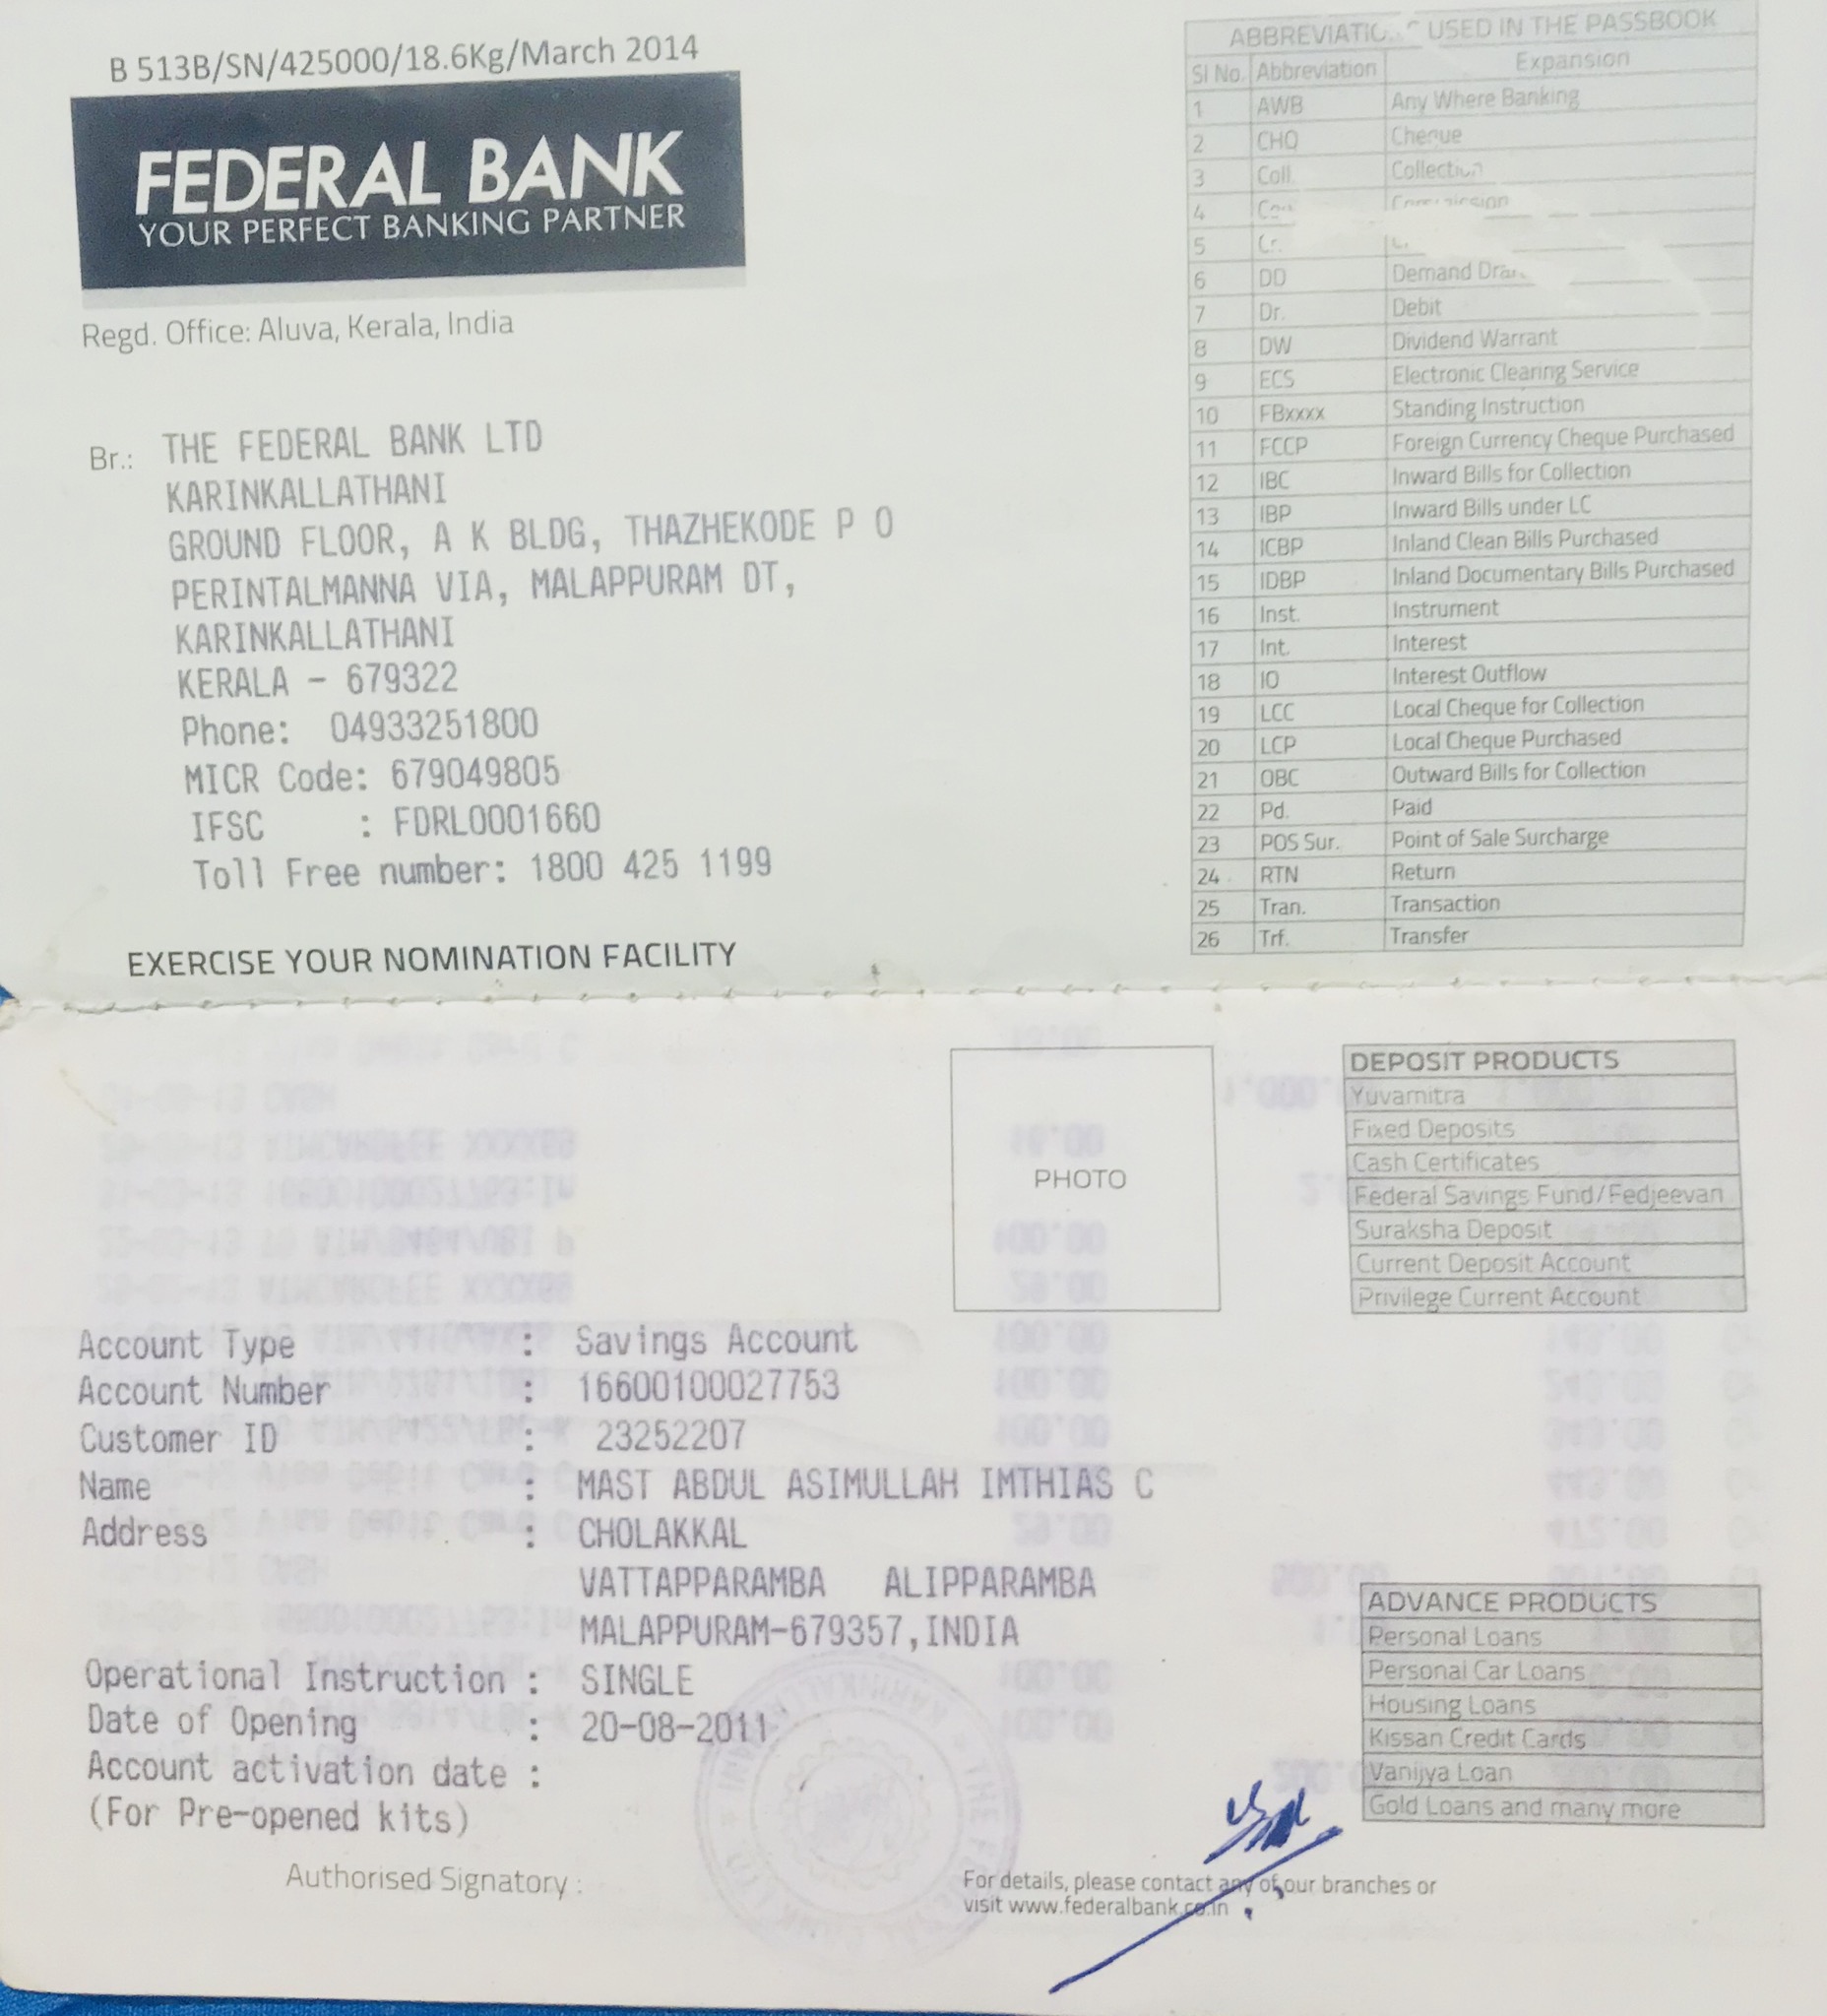 B 513B/SN/425000/18.6Kg/March 2014
FEDERAL BANK
YOUR PERFECT BANKING PARTNER
Regd. Office: Aluva, Kerala, India
Br.: THE FEDERAL BANK LTD
KARINKALLATHANI
GROUND FLOOR, A K BLDG, THAZHEKODE P O
PERINTALMANNA VIA, MALAPPURAM DT,
KARINKALLATHANI
KERALA - 679322
Phone: 04933251800
MICR Code: 679049805
IFSC : FDRL0001660
Toll Free number: 1800 425 1199
EXERCISE YOUR NOMINATION FACILITY
USED IN THE PASSBOOK
Sl No. Abbreviation Expansion
1 AWB Any Where Banking
2 CHQ Cheque
3 Coll. Collection
4 Commission
5 Cr.
6 DD Demand
7 Dr. Debit
8 DW Dividend Warrant
9 ECS Electronic Clearing Service
10 FBxxxx Standing Instruction
11 FCCP Foreign Currency Cheque Purchased
12 IBC Inward Bills for Collection
13 IBP Inward Bills under LC
14 ICBP Inland Clean Bills Purchased
15 IDBP Inland Documentary Bills Purchased
16 Inst. Instrument
17 Int. Interest
18 IO Interest Outflow
19 LCC Local Cheque for Collection
20 LCP Local Cheque Purchased
21 OBC Outward Bills for Collection
22 Pd. Paid
23 POS Sur. Point of Sale Surcharge
24 RTN Return
25 Tran. Transaction
26 Trf. Transfer
PHOTO
DEPOSIT PRODUCTS
Yuvamitra
Fixed Deposits
Cash Certificates
Federal Savings Fund/Fedjeevan
Suraksha Deposit
Current Deposit Account
Privilege Current Account
Account Type : Savings Account
Account Number : 16600100027753
Customer ID : 23252207
Name : MAST ABDUL ASIMULLAH IMTHIAS C
Address : CHOLAKKAL
VATTAPPARAMBA ALIPPARAMBA
MALAPPURAM-679357,INDIA
Operational Instruction : SINGLE
Date of Opening : 20-08-2011
Account activation date :
(For Pre-opened kits)
Authorised Signatory :
ADVANCE PRODUCTS
Personal Loans
Personal Car Loans
Housing Loans
Kissan Credit Cards
Vanijya Loan
Gold Loans and many more
For details, please contact any of our branches or
visit www.federalbank.co.in